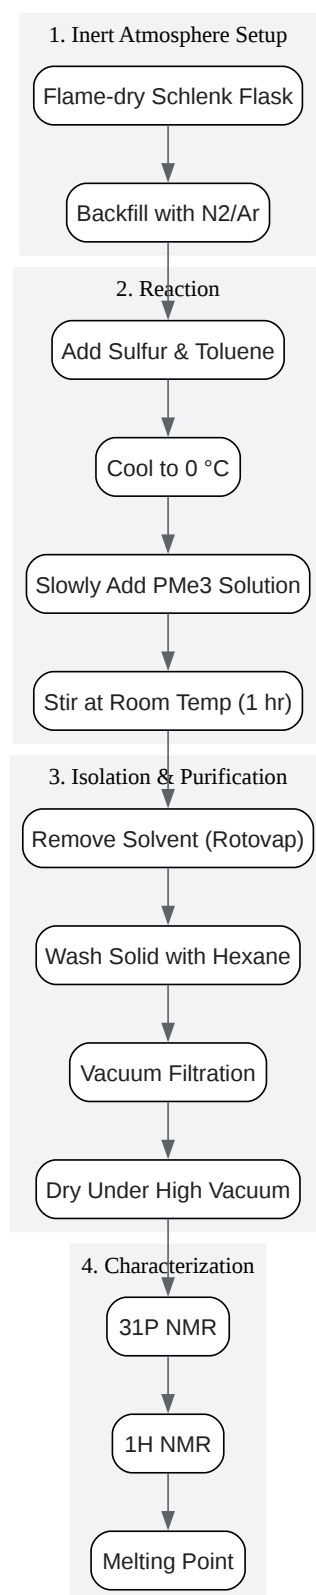 1. Inert Atmosphere Setup
Flame-dry Schlenk Flask
Backfill with N2/Ar
2. Reaction
Add Sulfur & Toluene
Cool to 0 °C
Slowly Add PMe3 Solution
Stir at Room Temp (1 hr)
3. Isolation & Purification
Remove Solvent (Rotovap)
Wash Solid with Hexane
Vacuum Filtration
Dry Under High Vacuum
4. Characterization
31P NMR
1H NMR
Melting Point